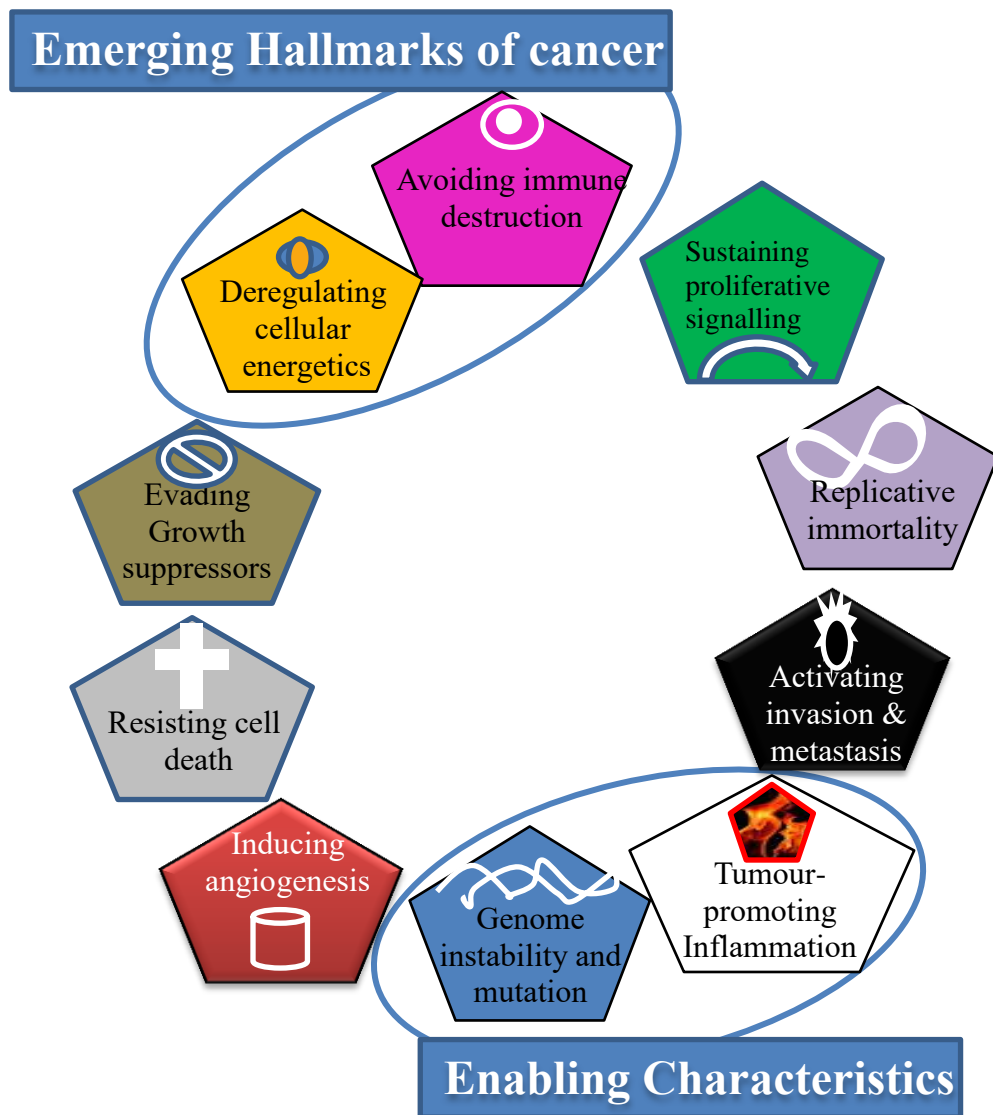 Emerging Hallmarks of cancer
Avoiding immune
destruction
Deregulating
cellular
energetics
Sustaining
proliferative
signalling
Replicative
immortality
Evading
Growth
suppressors
Activating
invasion &
metastasis
Resisting cell
death
Inducing
angiogenesis
Genome
instability and
mutation
Tumour-
promoting
Inflammation
Enabling Characteristics